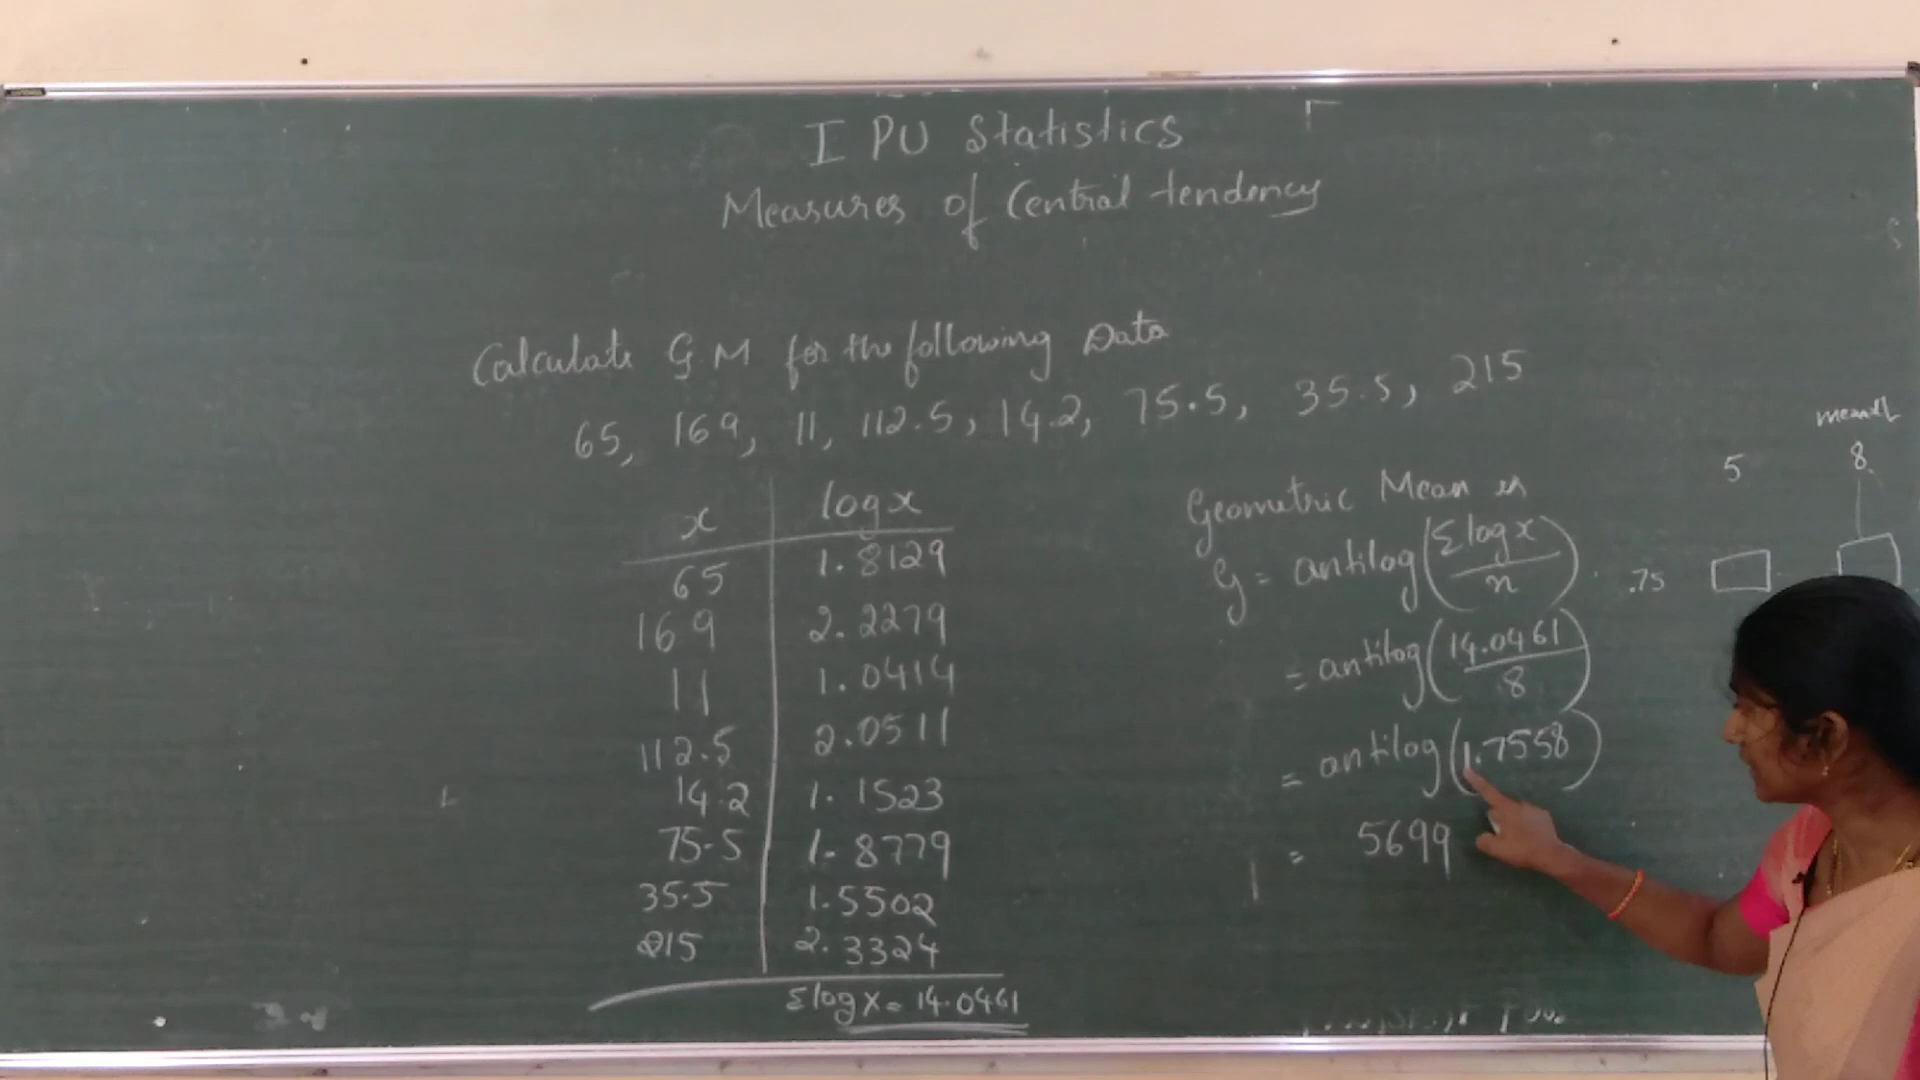 I PU Statistics
Measures of Central tendency
Calculate G M for the following Data
65, 169, 11, 112.5, 14.2, 75.5, 35.5, 215
x log x
65 1.8129
169 2.2279
11 1.0414
112.5 2.0511
14.2 1.1523
75.5 1.8779
35.5 1.5502
215 2.3324
Σlog x = 14.0461
Geometric Mean is
G = antilog(Σlog x / n)
= antilog(14.0461 / 8)
= antilog(1.7558)
= 5699
5 8
.75